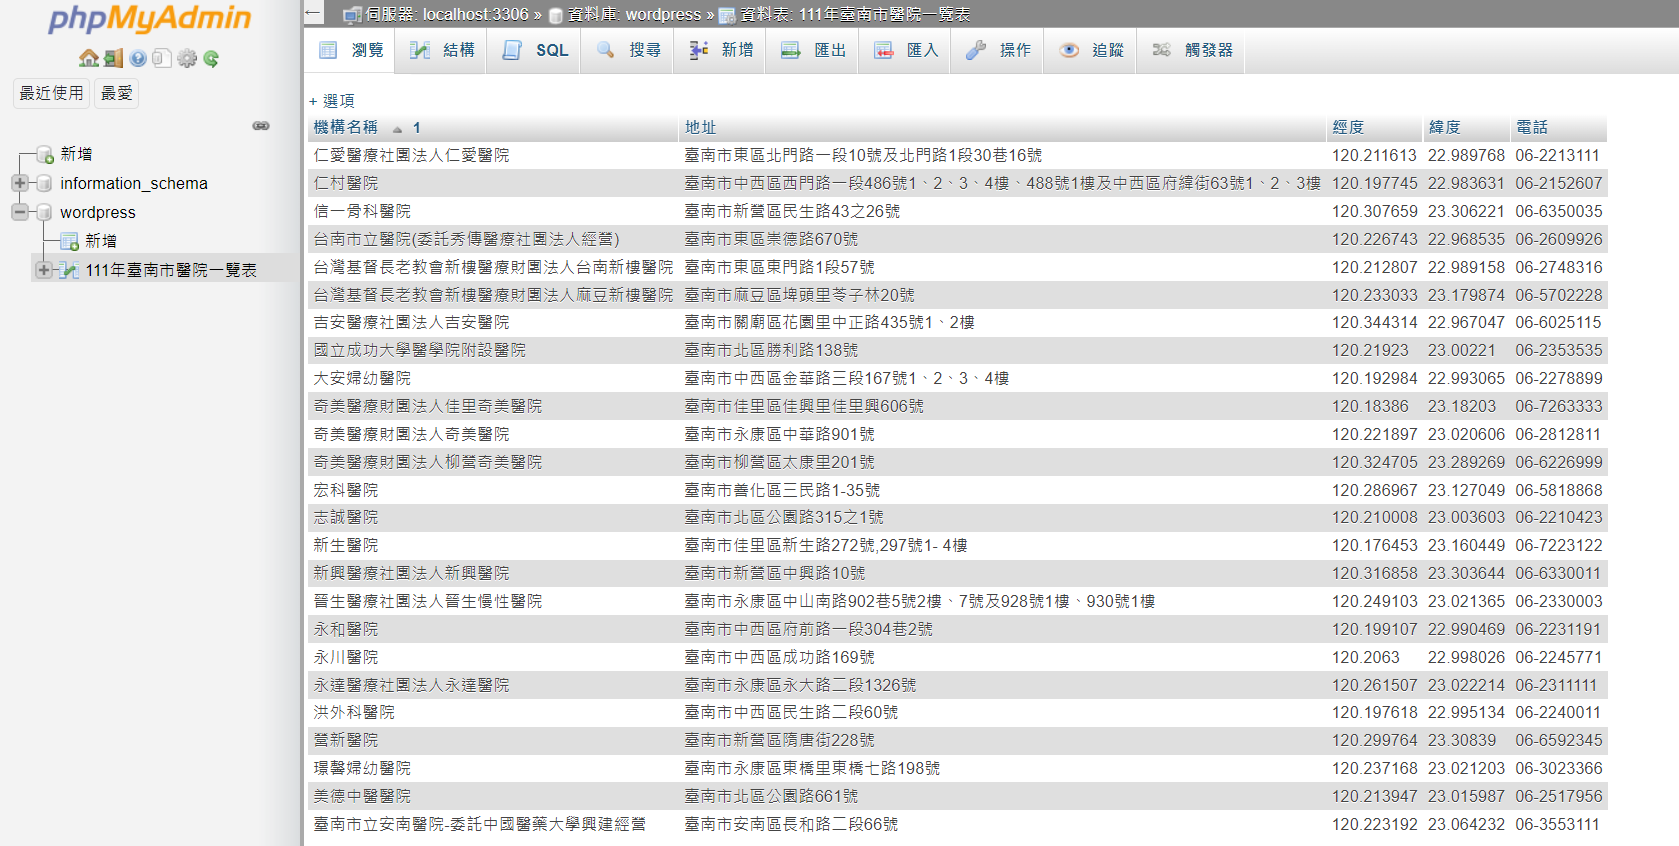 phpMyAdmin
最近使用 最愛
新增
information_schema
wordpress
新增
111年臺南市醫院一覽表
← 伺服器: localhost:3306 » 資料庫: wordpress » 資料表: 111年臺南市醫院一覽表
瀏覽 結構 SQL 搜尋 新增 匯出 匯入 操作 追蹤 觸發器
+ 選項
機構名稱 1 地址 經度 緯度 電話
仁愛醫療社團法人仁愛醫院 臺南市東區北門路一段10號及北門路1段30巷16號 120.211613 22.989768 06-2213111
仁村醫院 臺南市中西區西門路一段486號1、2、3、4樓、488號1樓及中西區府緯街63號1、2、3樓 120.197745 22.983631 06-2152607
信一骨科醫院 臺南市新營區民生路43之26號 120.307659 23.306221 06-6350035
台南市立醫院(委託秀傳醫療社團法人經營) 臺南市東區崇德路670號 120.226743 22.968535 06-2609926
台灣基督長老教會新樓醫療財團法人台南新樓醫院 臺南市東區東門路1段57號 120.212807 22.989158 06-2748316
台灣基督長老教會新樓醫療財團法人麻豆新樓醫院 臺南市麻豆區埤頭里苓子林20號 120.233033 23.179874 06-5702228
吉安醫療社團法人吉安醫院 臺南市關廟區花園里中正路435號1、2樓 120.344314 22.967047 06-6025115
國立成功大學醫學院附設醫院 臺南市北區勝利路138號 120.21923 23.00221 06-2353535
大安婦幼醫院 臺南市中西區金華路三段167號1、2、3、4樓 120.192984 22.993065 06-2278899
奇美醫療財團法人佳里奇美醫院 臺南市佳里區佳興里佳里興606號 120.18386 23.18203 06-7263333
奇美醫療財團法人奇美醫院 臺南市永康區中華路901號 120.221897 23.020606 06-2812811
奇美醫療財團法人柳營奇美醫院 臺南市柳營區太康里201號 120.324705 23.289269 06-6226999
宏科醫院 臺南市善化區三民路1-35號 120.286967 23.127049 06-5818868
志誠醫院 臺南市北區公園路315之1號 120.210008 23.003603 06-2210423
新生醫院 臺南市佳里區新生路272號,297號1- 4樓 120.176453 23.160449 06-7223122
新興醫療社團法人新興醫院 臺南市新營區中興路10號 120.316858 23.303644 06-6330011
晉生醫療社團法人晉生慢性醫院 臺南市永康區中山南路902巷5號2樓、7號及928號1樓、930號1樓 120.249103 23.021365 06-2330003
永和醫院 臺南市中西區府前路一段304巷2號 120.199107 22.990469 06-2231191
永川醫院 臺南市中西區成功路169號 120.2063 22.998026 06-2245771
永達醫療社團法人永達醫院 臺南市永康區永大路二段1326號 120.261507 23.022214 06-2311111
洪外科醫院 臺南市中西區民生路二段60號 120.197618 22.995134 06-2240011
營新醫院 臺南市新營區隋唐街228號 120.299764 23.30839 06-6592345
璟馨婦幼醫院 臺南市永康區東橋里東橋七路198號 120.237168 23.021203 06-3023366
美德中醫醫院 臺南市北區公園路661號 120.213947 23.015987 06-2517956
臺南市立安南醫院-委託中國醫藥大學興建經營 臺南市安南區長和路二段66號 120.223192 23.064232 06-3553111